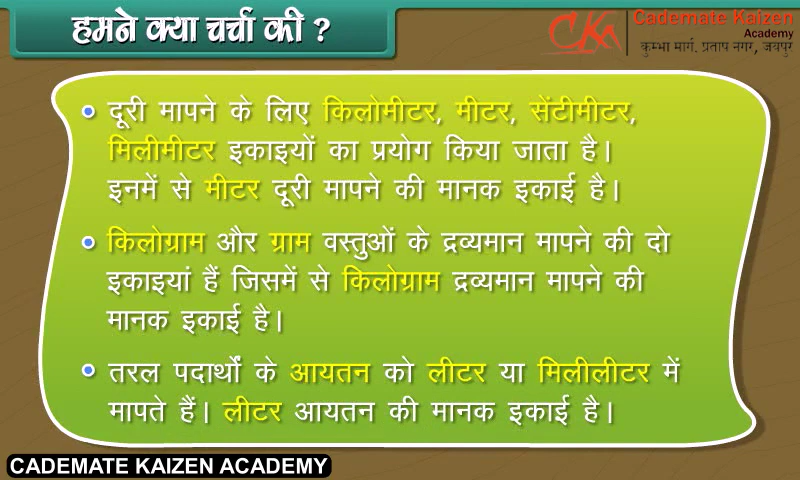 हमने क्या चर्चा की ?
CKA
Cademate Kaizen
Academy
कुम्भा मार्ग. प्रताप नगर, जयपुर
दूरी मापने के लिए किलोमीटर, मीटर, सेंटीमीटर,
मिलीमीटर इकाइयों का प्रयोग किया जाता है।
इनमें से मीटर दूरी मापने की मानक इकाई है।
किलोग्राम और ग्राम वस्तुओं के द्रव्यमान मापने की दो
इकाइयां हैं जिसमें से किलोग्राम द्रव्यमान मापने की
मानक इकाई है।
तरल पदार्थों के आयतन को लीटर या मिलीलीटर में
मापते हैं। लीटर आयतन की मानक इकाई है।
CADEMATE KAIZEN ACADEMY